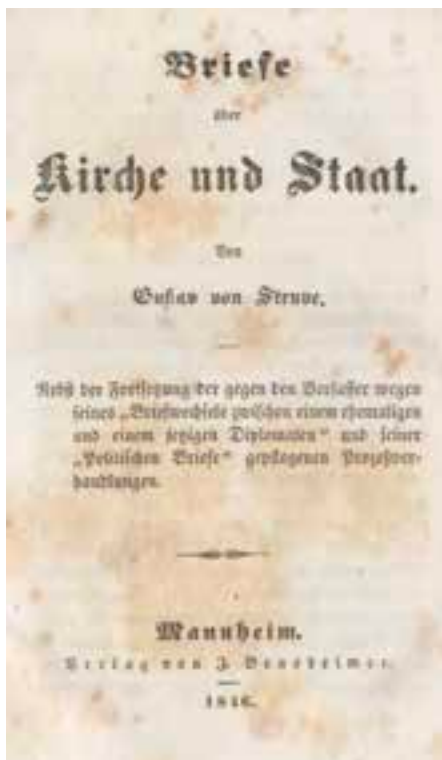 Briefe
über
Kirche und Staat.
Von
Gustav von Struve.
Nebst der Fortsetzung der gegen den Verfasser wegen
seines „Briefwechsels zwischen einem ehemaligen
und einem jetzigen Diplomaten“ und seiner
„Politischen Briefe“ gepflogenen Prozeßver-
handlungen.
Mannheim.
Verlag von J. Bensheimer.
1846.